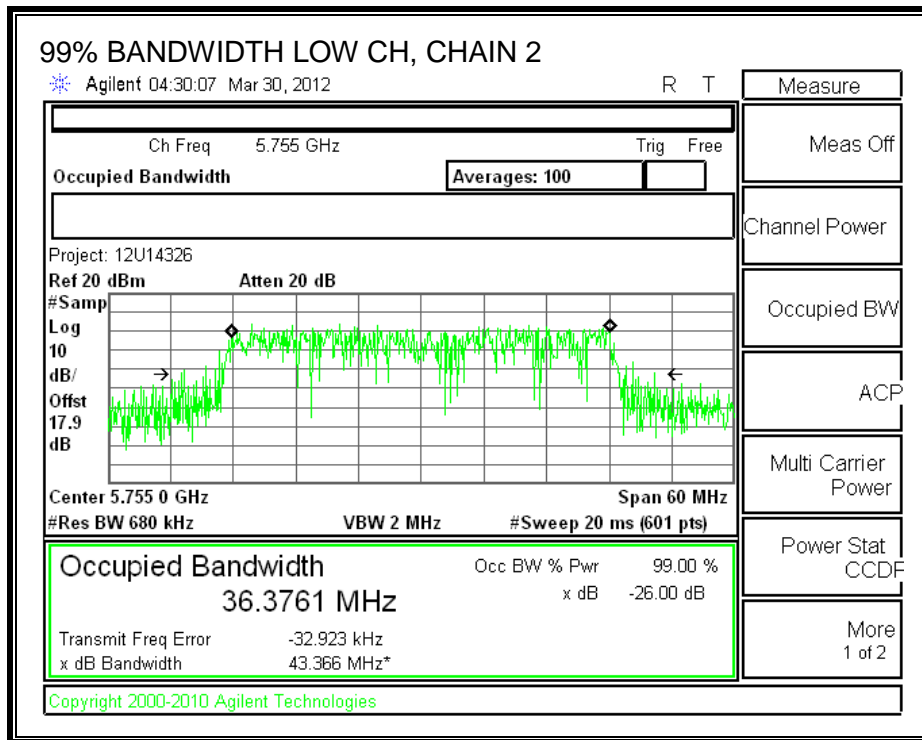 99% BANDWIDTH LOW CH, CHAIN 2
Agilent 04:30:07 Mar 30, 2012 R T
Measure
Ch Freq 5.755 GHz Trig Free
Occupied Bandwidth Averages: 100
Project: 12U14326
Ref 20 dBm Atten 20 dB
#Samp
Log
10
dB/
Offst
17.9
dB
Center 5.755 0 GHz Span 60 MHz
#Res BW 680 kHz VBW 2 MHz #Sweep 20 ms (601 pts)
Occupied Bandwidth Occ BW % Pwr 99.00 %
36.3761 MHz x dB -26.00 dB
Transmit Freq Error -32.923 kHz
x dB Bandwidth 43.366 MHz*
Meas Off
Channel Power
Occupied BW
ACP
Multi Carrier
Power
Power Stat
CCDF
More
1 of 2
Copyright 2000-2010 Agilent Technologies